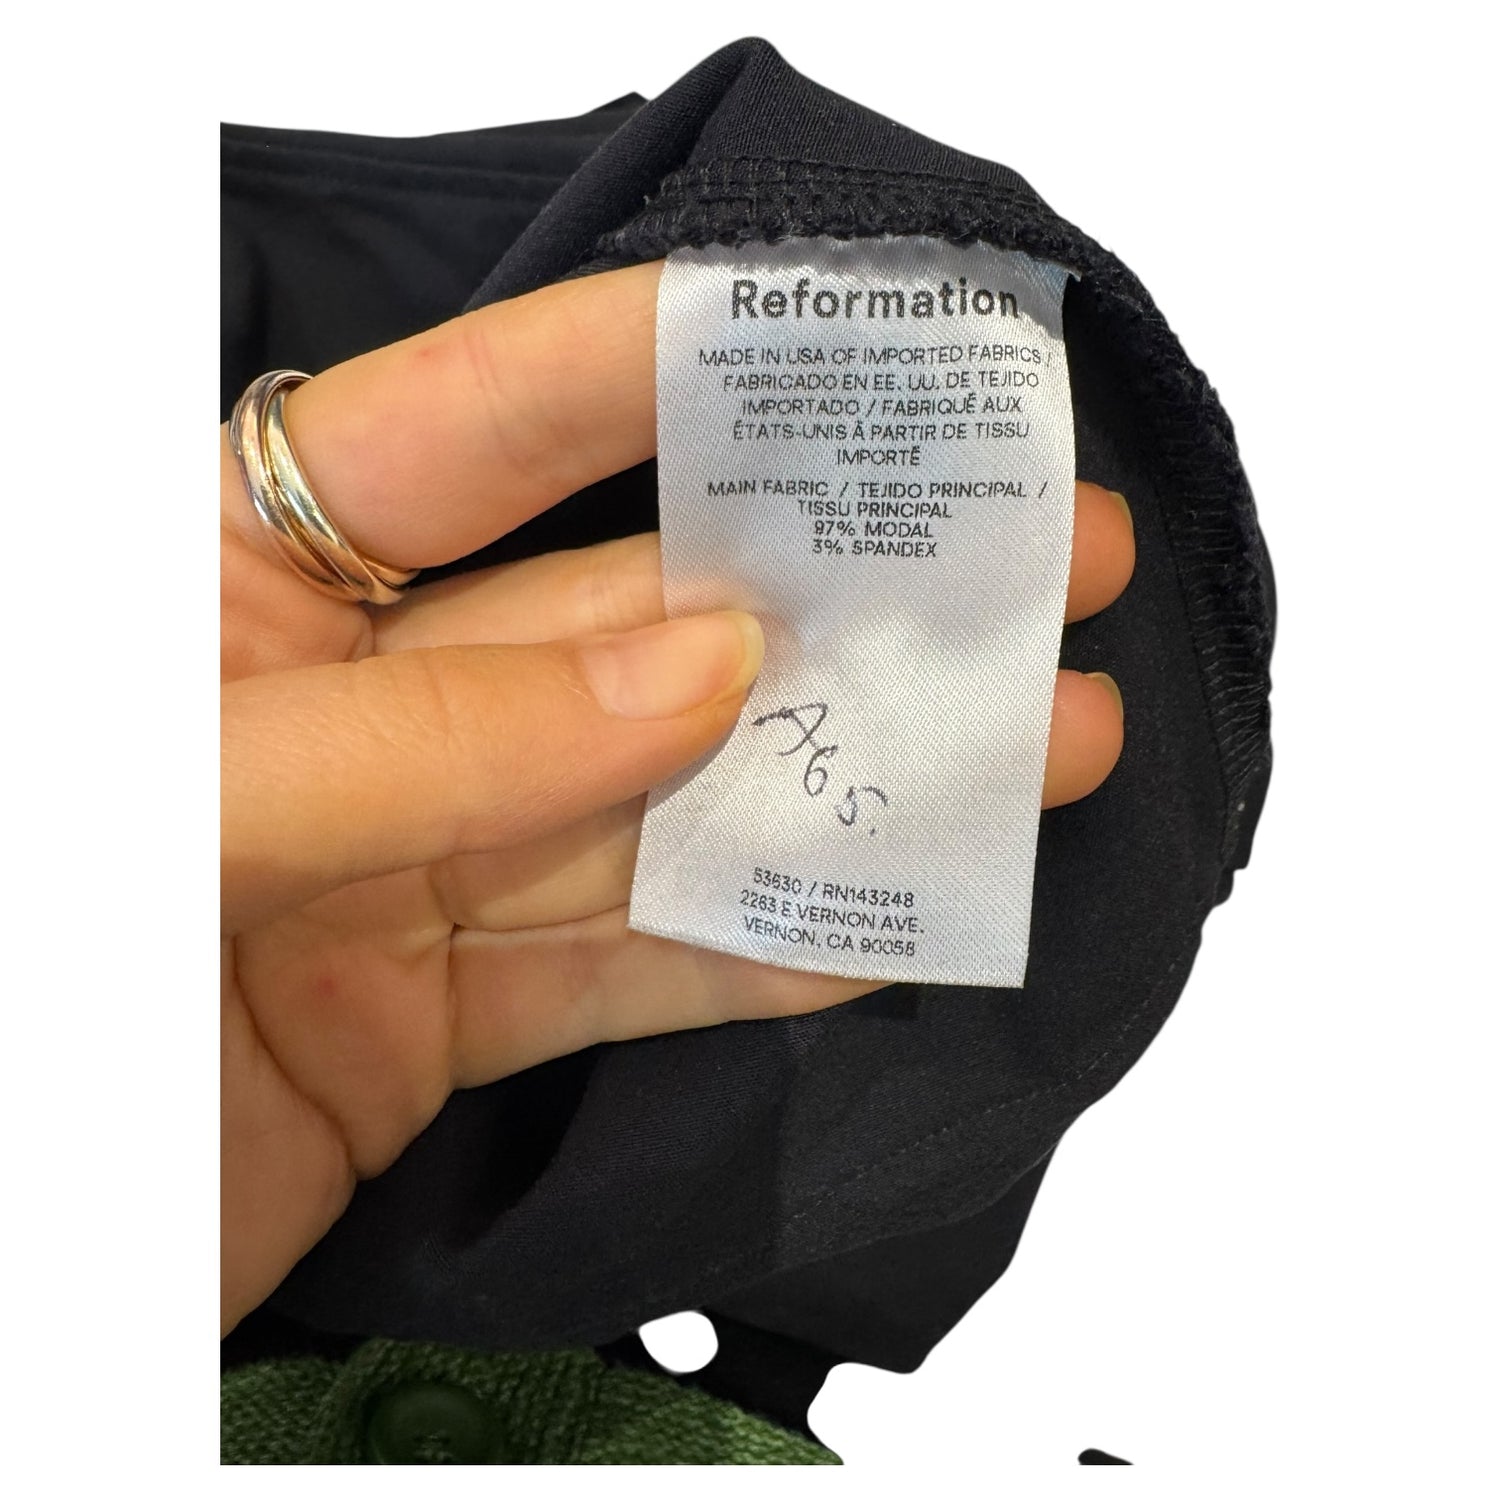 Reformation
MADE IN USA OF IMPORTED FABRICS /
FABRICADO EN EE. UU. DE TEJIDO
IMPORTADO / FABRIQUÉ AUX
ÉTATS-UNIS À PARTIR DE TISSU
IMPORTÉ
MAIN FABRIC / TEJIDO PRINCIPAL /
TISSU PRINCIPAL
97% MODAL
3% SPANDEX
A65.
53630 / RN143248
2263 E VERNON AVE.
VERNON, CA 90058